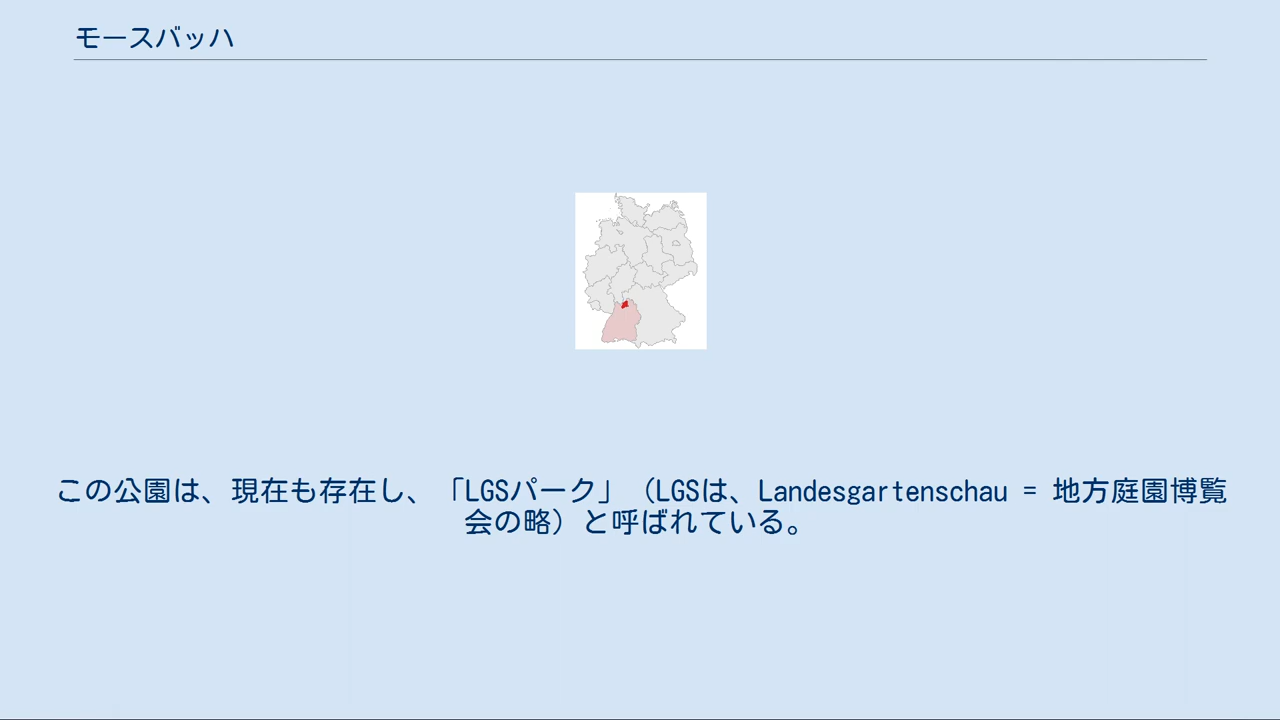 モースバッハ
この公園は、現在も存在し、「LGSパーク」（LGSは、Landesgartenschau = 地方庭園博覧
会の略）と呼ばれている。